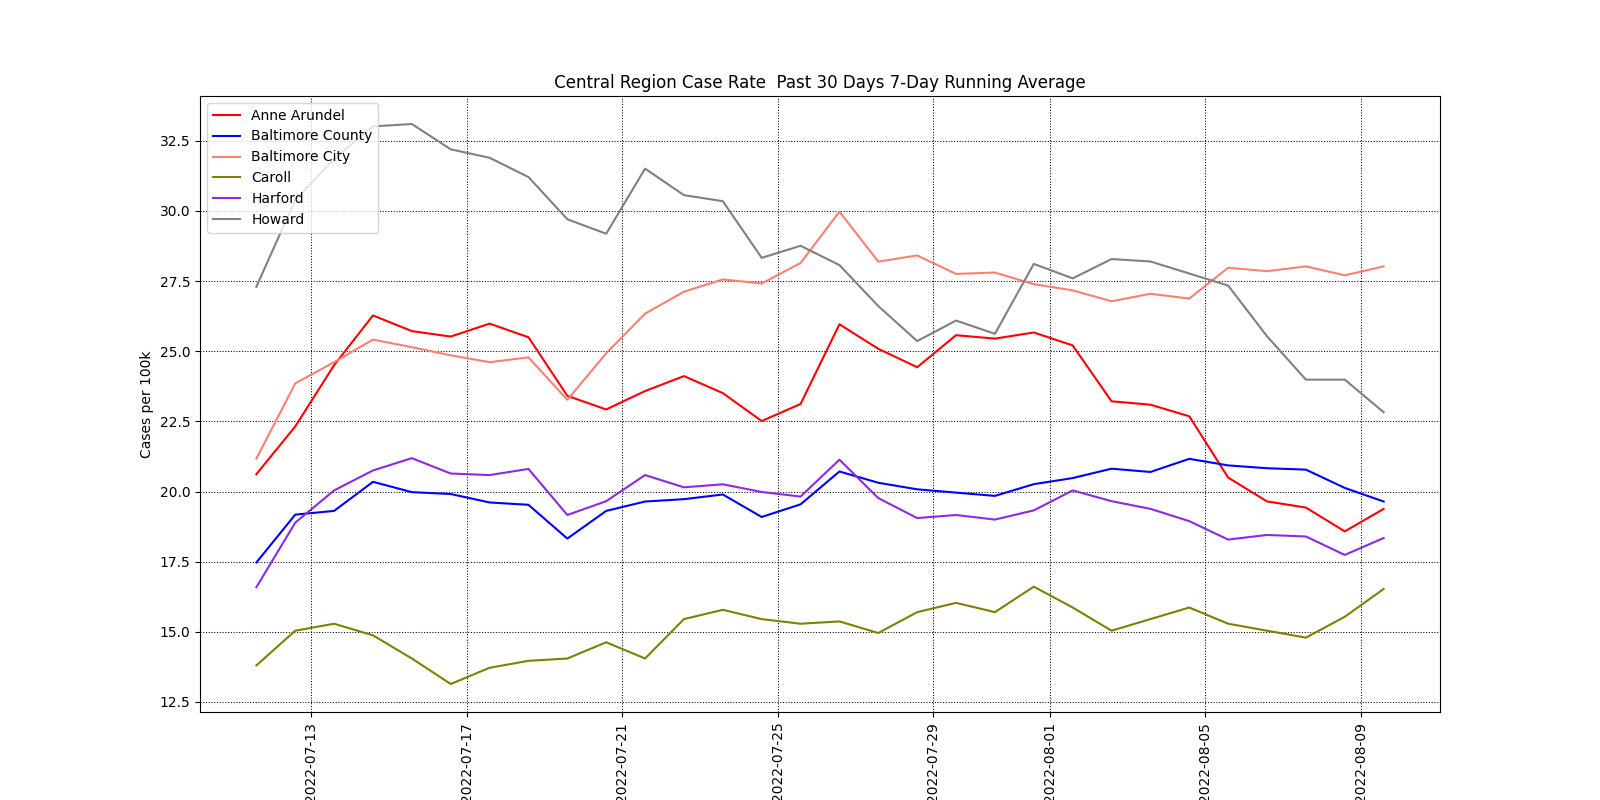 Central Region Case Rate  Past 30 Days 7-Day Running Average
Anne Arundel
Baltimore County
Baltimore City
Caroll
Harford
Howard
Cases per 100k
32.5
30.0
27.5
25.0
22.5
20.0
17.5
15.0
12.5
2022-07-13
2022-07-17
2022-07-21
2022-07-25
2022-07-29
2022-08-01
2022-08-05
2022-08-09